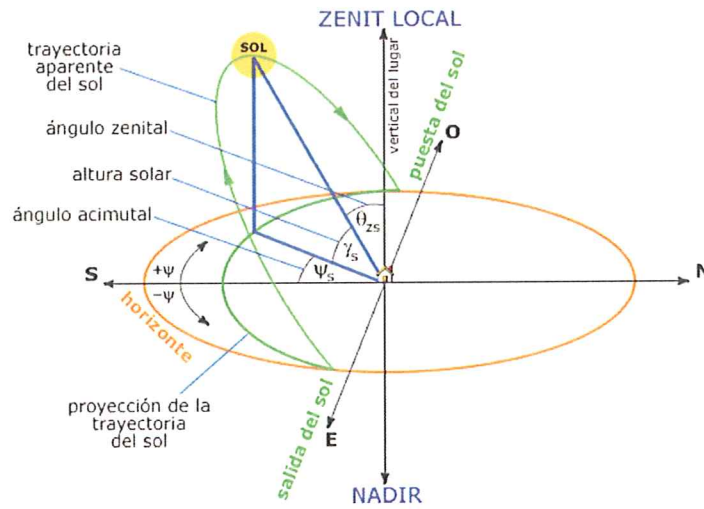 ZENIT LOCAL
trayectoria
aparente
del sol
SOL
vertical del lugar
puesta del sol
O
ángulo zenital
altura solar
ángulo acimutal
θzs
γs
ψs
S
+ψ
−ψ
N
horizonte
proyección de la
trayectoria
del sol
salida del sol
E
NADIR